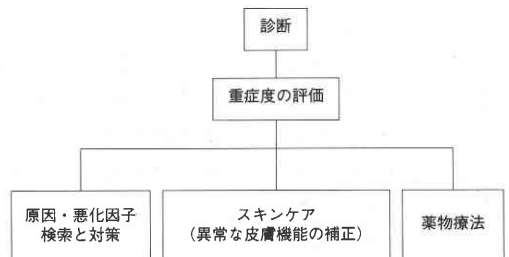 診断
重症度の評価
原因・悪化因子
検索と対策
スキンケア
(異常な皮膚機能の補正)
薬物療法